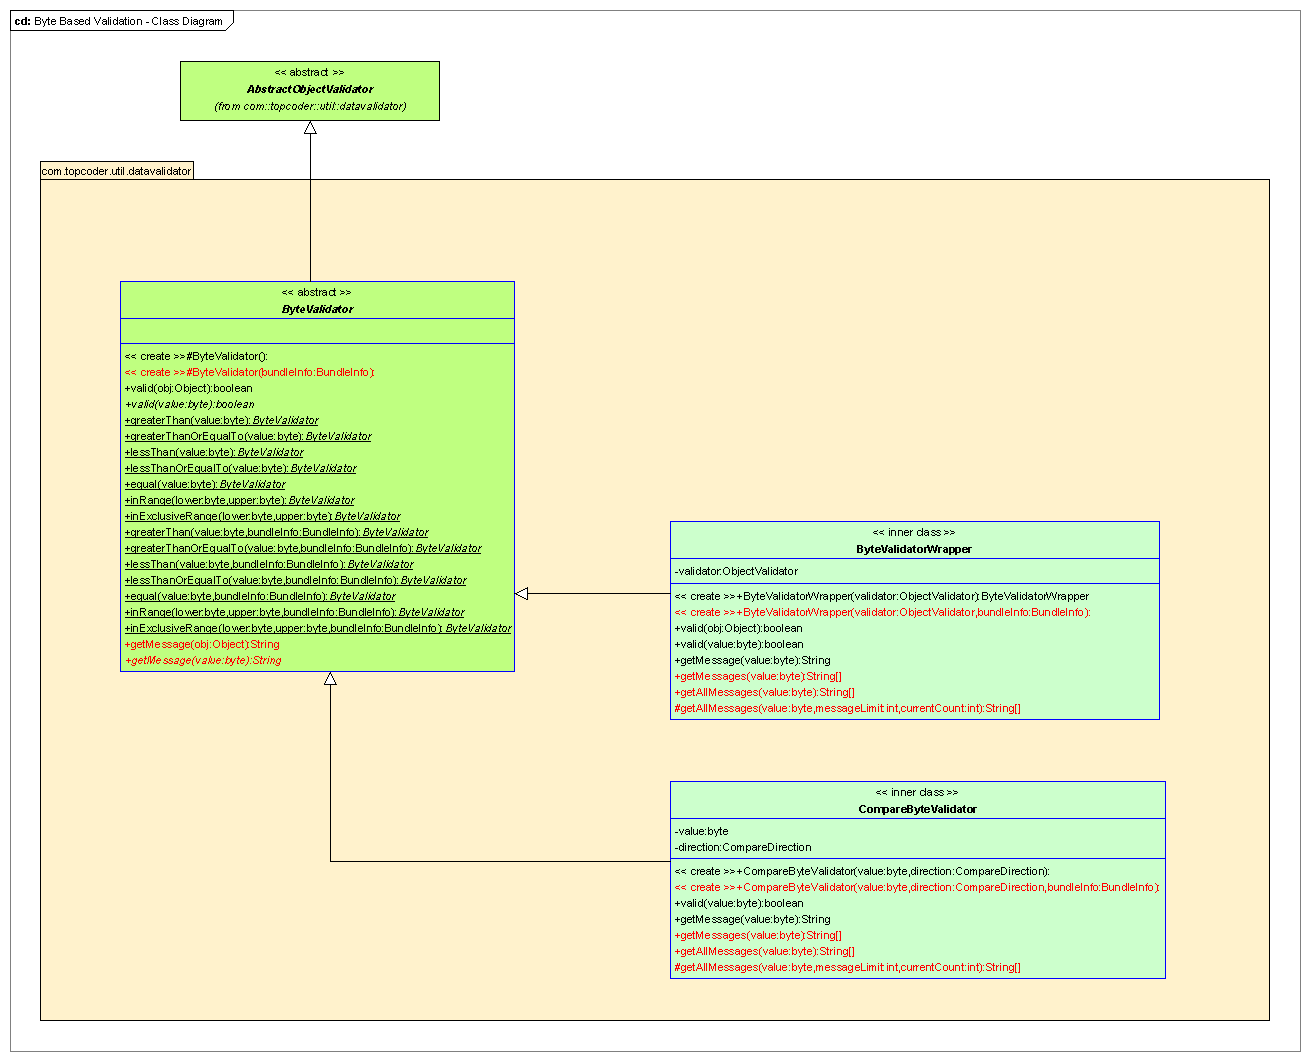 cd: Byte Based Validation - Class Diagram
<< abstract >>
AbstractObjectValidator
(from com::topcoder::util::datavalidator)
com.topcoder.util.datavalidator
<< abstract >>
ByteValidator
<< create >>#ByteValidator():
<< create >>#ByteValidator(bundleInfo:BundleInfo):
+valid(obj:Object):boolean
+valid(value:byte):boolean
+greaterThan(value:byte):ByteValidator
+greaterThanOrEqualTo(value:byte):ByteValidator
+lessThan(value:byte):ByteValidator
+lessThanOrEqualTo(value:byte):ByteValidator
+equal(value:byte):ByteValidator
+inRange(lower:byte,upper:byte):ByteValidator
+inExclusiveRange(lower:byte,upper:byte):ByteValidator
+greaterThan(value:byte,bundleInfo:BundleInfo):ByteValidator
+greaterThanOrEqualTo(value:byte,bundleInfo:BundleInfo):ByteValidator
+lessThan(value:byte,bundleInfo:BundleInfo):ByteValidator
+lessThanOrEqualTo(value:byte,bundleInfo:BundleInfo):ByteValidator
+equal(value:byte,bundleInfo:BundleInfo):ByteValidator
+inRange(lower:byte,upper:byte,bundleInfo:BundleInfo):ByteValidator
+inExclusiveRange(lower:byte,upper:byte,bundleInfo:BundleInfo):ByteValidator
+getMessage(obj:Object):String
+getMessage(value:byte):String
<< inner class >>
ByteValidatorWrapper
-validator:ObjectValidator
<< create >>+ByteValidatorWrapper(validator:ObjectValidator):ByteValidatorWrapper
<< create >>+ByteValidatorWrapper(validator:ObjectValidator,bundleInfo:BundleInfo):
+valid(obj:Object):boolean
+valid(value:byte):boolean
+getMessage(value:byte):String
+getMessages(value:byte):String[]
+getAllMessages(value:byte):String[]
#getAllMessages(value:byte,messageLimit:int,currentCount:int):String[]
<< inner class >>
CompareByteValidator
-value:byte
-direction:CompareDirection
<< create >>+CompareByteValidator(value:byte,direction:CompareDirection):
<< create >>+CompareByteValidator(value:byte,direction:CompareDirection,bundleInfo:BundleInfo):
+valid(value:byte):boolean
+getMessage(value:byte):String
+getMessages(value:byte):String[]
+getAllMessages(value:byte):String[]
#getAllMessages(value:byte,messageLimit:int,currentCount:int):String[]